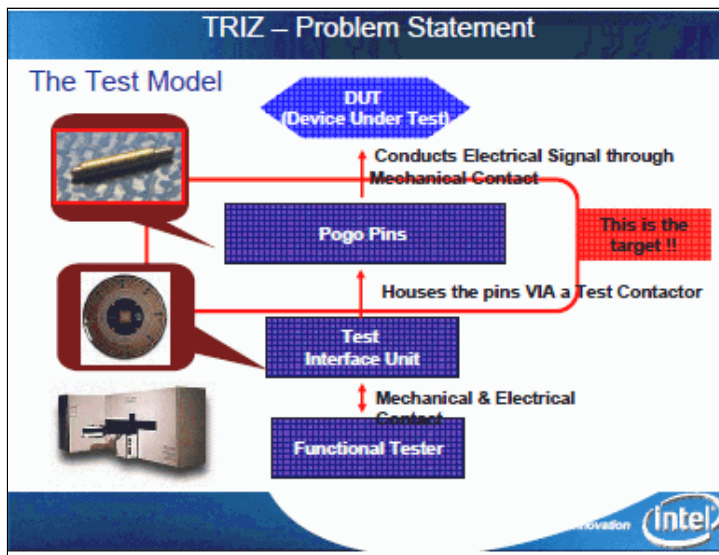 TRIZ – Problem Statement
The Test Model
DUT
(Device Under Test)
Conducts Electrical Signal through
Mechanical Contact
Pogo Pins
This is the
target !!
Houses the pins VIA a Test Contactor
Test
Interface Unit
Mechanical & Electrical
Contact
Functional Tester
innovation
intel